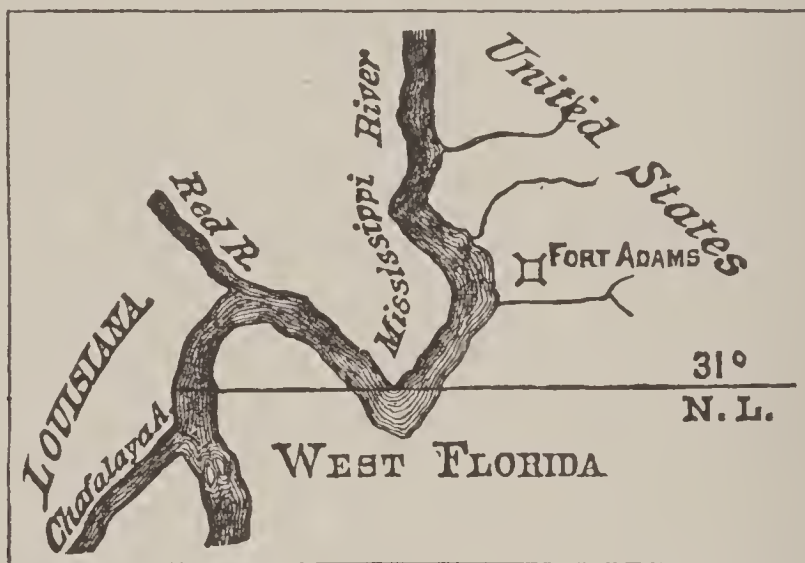 United States
Mississippi River
Red R.
FORT ADAMS
LOUISIANA
31°
N. L.
Chafalaya R.
WEST FLORIDA